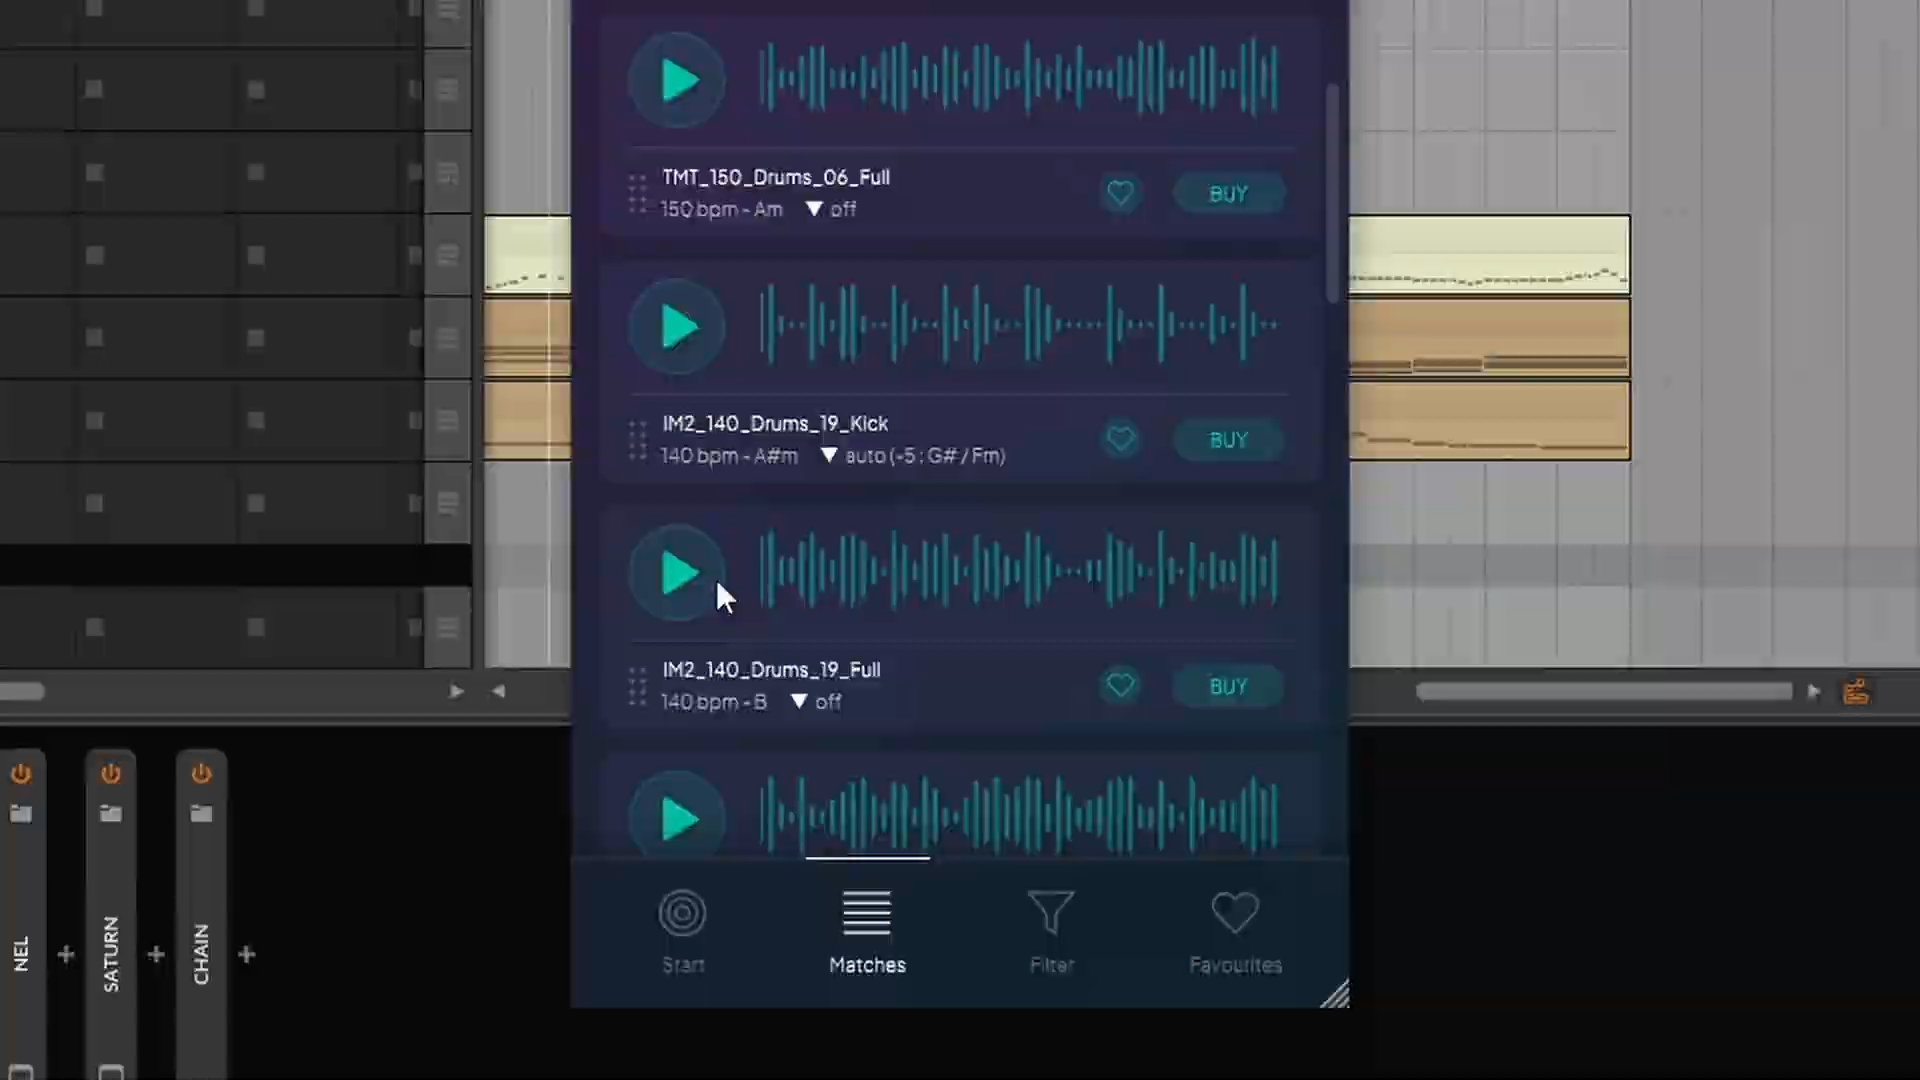 TMT_150_Drums_06_Full
150 bpm - Am ▼ off
BUY
IM2_140_Drums_19_Kick
140 bpm - A#m ▼ auto (-5 : G# / Fm)
BUY
IM2_140_Drums_19_Full
140 bpm - B ▼ off
BUY
Start
Matches
Filter
Favourites
NEL
+
SATURN
+
CHAIN
+